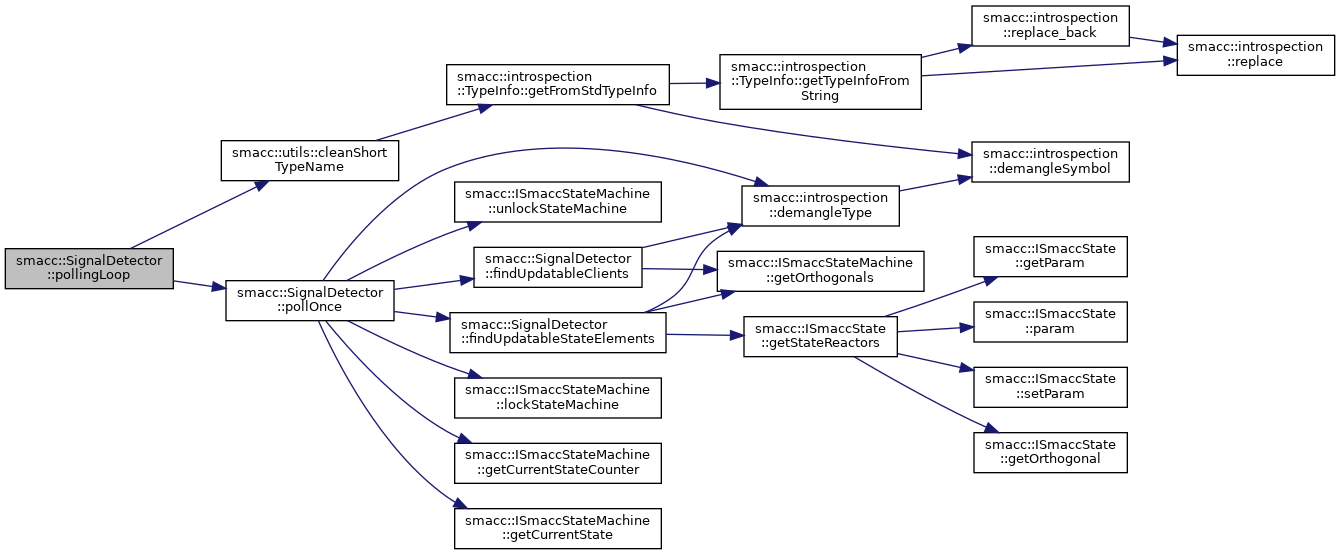 smacc::SignalDetector
::pollingLoop
smacc::utils::cleanShort
TypeName
smacc::introspection
::TypeInfo::getFromStdTypeInfo
smacc::introspection
::TypeInfo::getTypeInfoFrom
String
smacc::introspection
::replace_back
smacc::introspection
::replace
smacc::introspection
::demangleSymbol
smacc::SignalDetector
::pollOnce
smacc::ISmaccStateMachine
::unlockStateMachine
smacc::SignalDetector
::findUpdatableClients
smacc::SignalDetector
::findUpdatableStateElements
smacc::ISmaccStateMachine
::lockStateMachine
smacc::ISmaccStateMachine
::getCurrentStateCounter
smacc::ISmaccStateMachine
::getCurrentState
smacc::introspection
::demangleType
smacc::ISmaccStateMachine
::getOrthogonals
smacc::ISmaccState
::getStateReactors
smacc::ISmaccState
::getParam
smacc::ISmaccState
::param
smacc::ISmaccState
::setParam
smacc::ISmaccState
::getOrthogonal